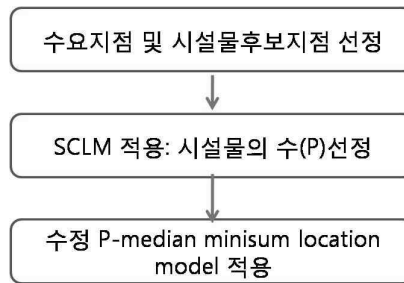 수요지점 및 시설물후보지점 선정
SCLM 적용: 시설물의 수(P)선정
수정 P-median minisum location
model 적용